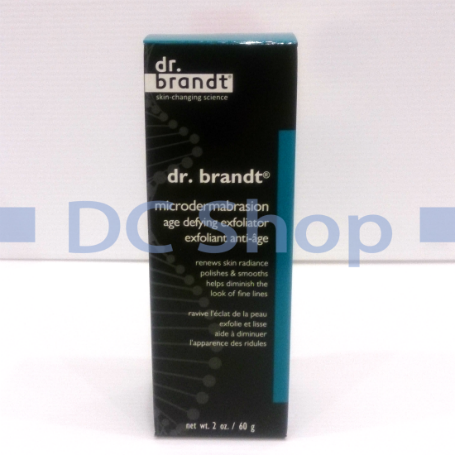 dr.
brandt®
skin-changing science
dr. brandt®
microdermabrasion
age defying exfoliator
exfoliant anti-âge
DC Shop
renews skin radiance
polishes & smooths
helps diminish the
look of fine lines
ravive l'éclat de la peau
exfolie et lisse
aide à diminuer
l'apparence des ridules
net wt. 2 oz. / 60 g